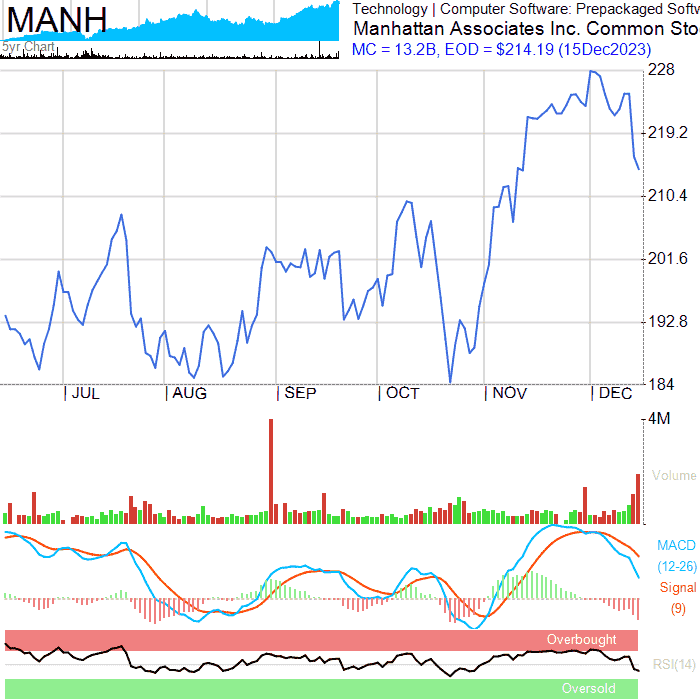 MANH
5yr Chart
Technology | Computer Software: Prepackaged Softw
Manhattan Associates Inc. Common Sto
MC = 13.2B, EOD = $214.19 (15Dec2023)
228
219.2
210.4
201.6
192.8
184
| JUL | AUG | SEP | OCT | NOV | DEC
4M
Volume
MACD
(12-26)
Signal
(9)
Overbought
RSI(14)
Oversold